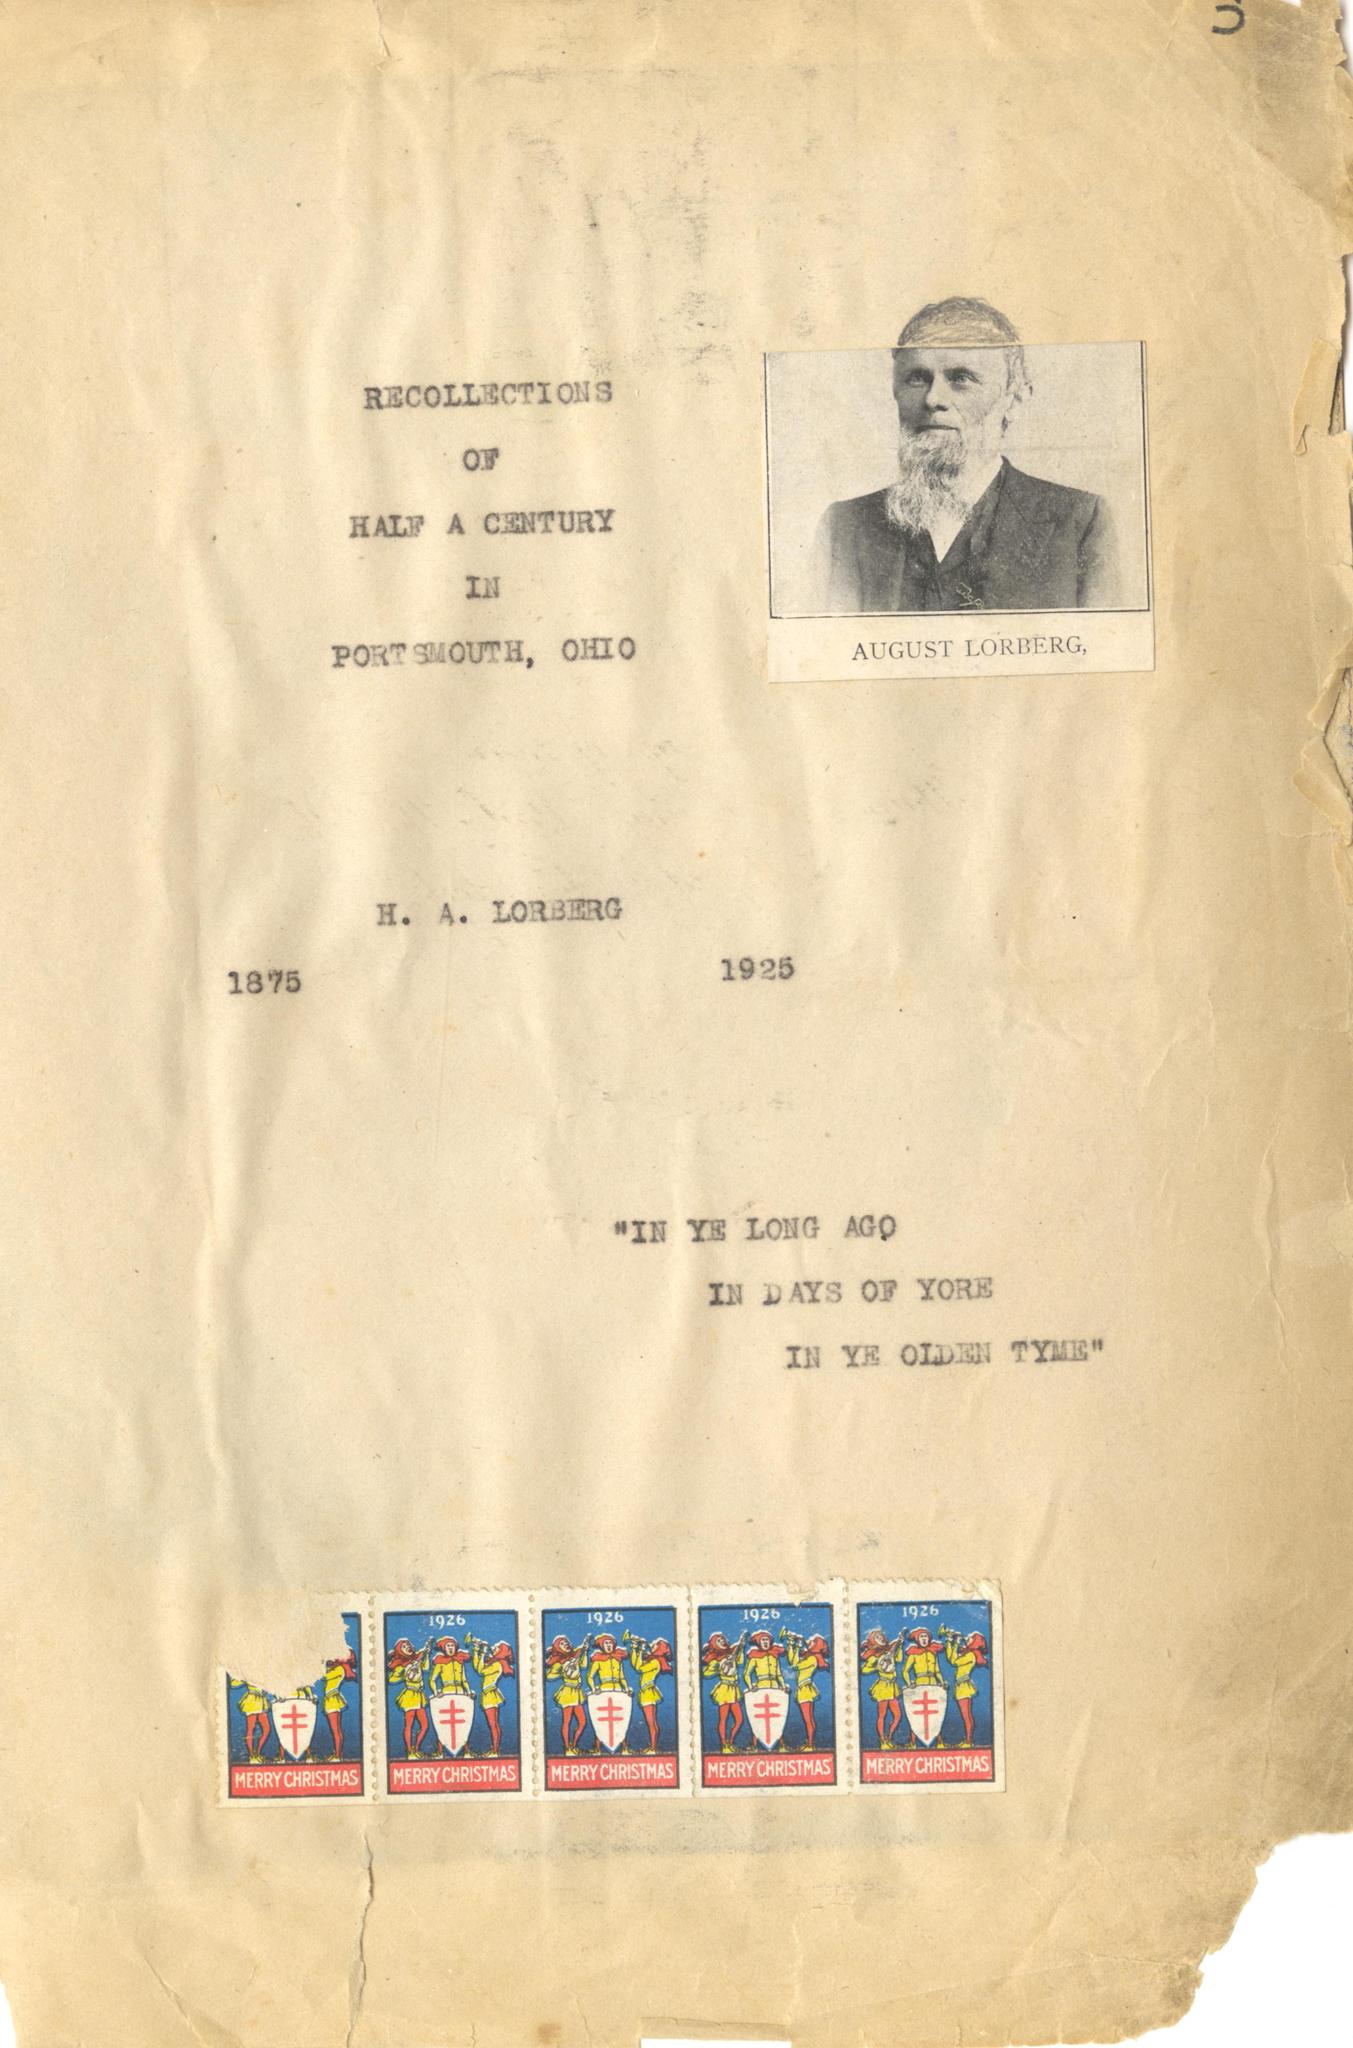 RECOLLECTIONS
OF
HALF A CENTURY
IN
PORTSMOUTH, OHIO
AUGUST LORBERG,
H. A. LORBERG
1875 1925
"IN YE LONG AGO
IN DAYS OF YORE
IN YE OLDEN TYME"
1926 1926 1926 1926
MERRY CHRISTMAS MERRY CHRISTMAS MERRY CHRISTMAS MERRY CHRISTMAS MERRY CHRISTMAS